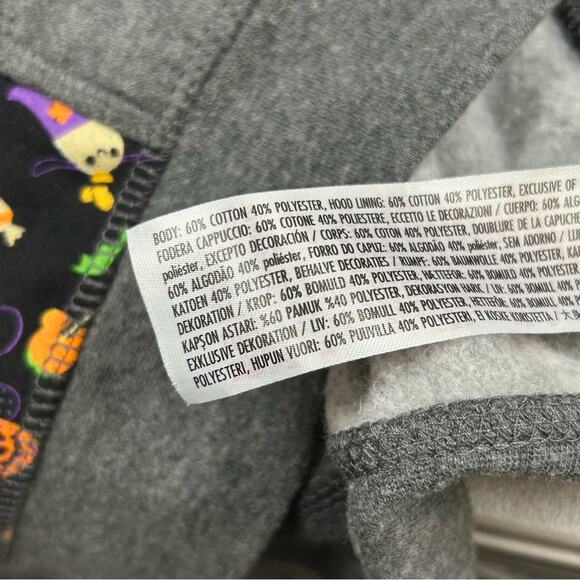 BODY: 60% COTTON 40% POLYESTER, HOOD LINING: 60% COTTON 40% POLYESTER, EXCLUSIVE OF
FODERA CAPPUCCIO: 60% COTONE 40% POLIESTERE, ECCETTO LE DECORAZIONI / CUERPO: 60% ALG
poliéster, EXCEPTO DECORACIÓN / CORPS: 60% COTON 40% POLYESTER, DOUBLURE DE LA CAPUCHE
60% ALGODÃO 40% poliéster, FORRO DO CAPUZ: 60% ALGODÃO 40% poliéster, SEM ADORNO / LIJF
KATOEN 40% POLYESTER, BEHALVE DECORATIES / RUMPF: 60% BAUMWOLLE 40% POLYESTER, KA
DEKORATION / KROP: 60% BOMULD 40% POLYESTER, HÆTTEFOR: 60% BOMULD 40% POLYESTER
KAPŞON ASTARI: %60 PAMUK %40 POLYESTER, DEKORASYON HARİÇ / LIV: 60% BOMULL 40%
EXCLUSIVE DEKORATION / LIV: 60% BOMULL 40% POLYESTER, HETTEFÔR: 60% BOMULL 40
POLYESTERI, HUPUN VUORI: 60% PUUVILLA 40% POLYESTERI, EI KOSKE KORISTEITA /